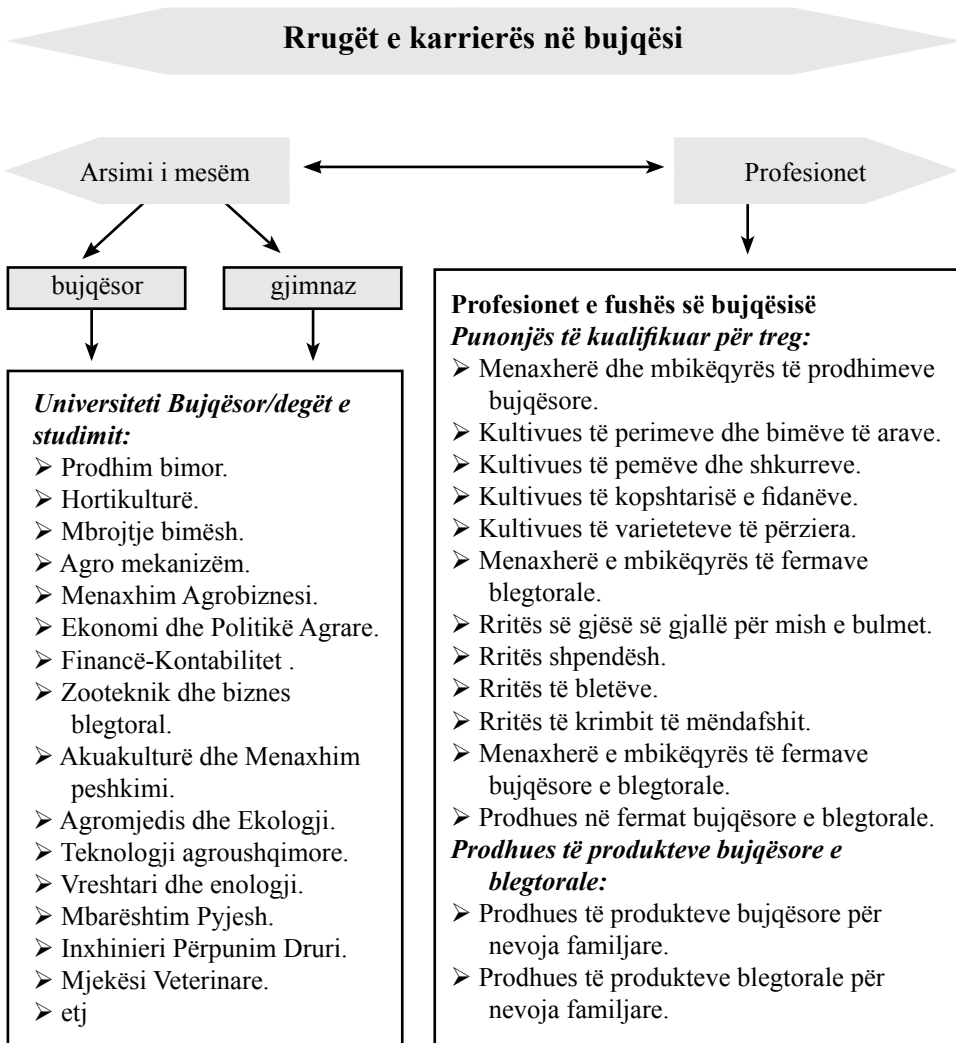 Rrugët e karrierës në bujqësi
Arsimi i mesëm
Profesionet
bujqësor
gjimnaz
Universiteti Bujqësor/degët e
studimit:
➢ Prodhim bimor.
➢ Hortikulturë.
➢ Mbrojtje bimësh.
➢ Agro mekanizëm.
➢ Menaxhim Agrobiznesi.
➢ Ekonomi dhe Politikë Agrare.
➢ Financë-Kontabilitet .
➢ Zooteknik dhe biznes
blegtoral.
➢ Akuakulturë dhe Menaxhim
peshkimi.
➢ Agromjedis dhe Ekologji.
➢ Teknologji agroushqimore.
➢ Vreshtari dhe enologji.
➢ Mbarështim Pyjesh.
➢ Inxhinieri Përpunim Druri.
➢ Mjekësi Veterinare.
➢ etj
Profesionet e fushës së bujqësisë
Punonjës të kualifikuar për treg:
➢ Menaxherë dhe mbikëqyrës të prodhimeve
bujqësore.
➢ Kultivues të perimeve dhe bimëve të arave.
➢ Kultivues të pemëve dhe shkurreve.
➢ Kultivues të kopshtarisë e fidanëve.
➢ Kultivues të varieteteve të përziera.
➢ Menaxherë e mbikëqyrës të fermave
blegtorale.
➢ Rritës së gjësë së gjallë për mish e bulmet.
➢ Rritës shpendësh.
➢ Rritës të bletëve.
➢ Rritës të krimbit të mëndafshit.
➢ Menaxherë e mbikëqyrës të fermave
bujqësore e blegtorale.
➢ Prodhues në fermat bujqësore e blegtorale.
Prodhues të produkteve bujqësore e
blegtorale:
➢ Prodhues të produkteve bujqësore për
nevoja familjare.
➢ Prodhues të produkteve blegtorale për
nevoja familjare.